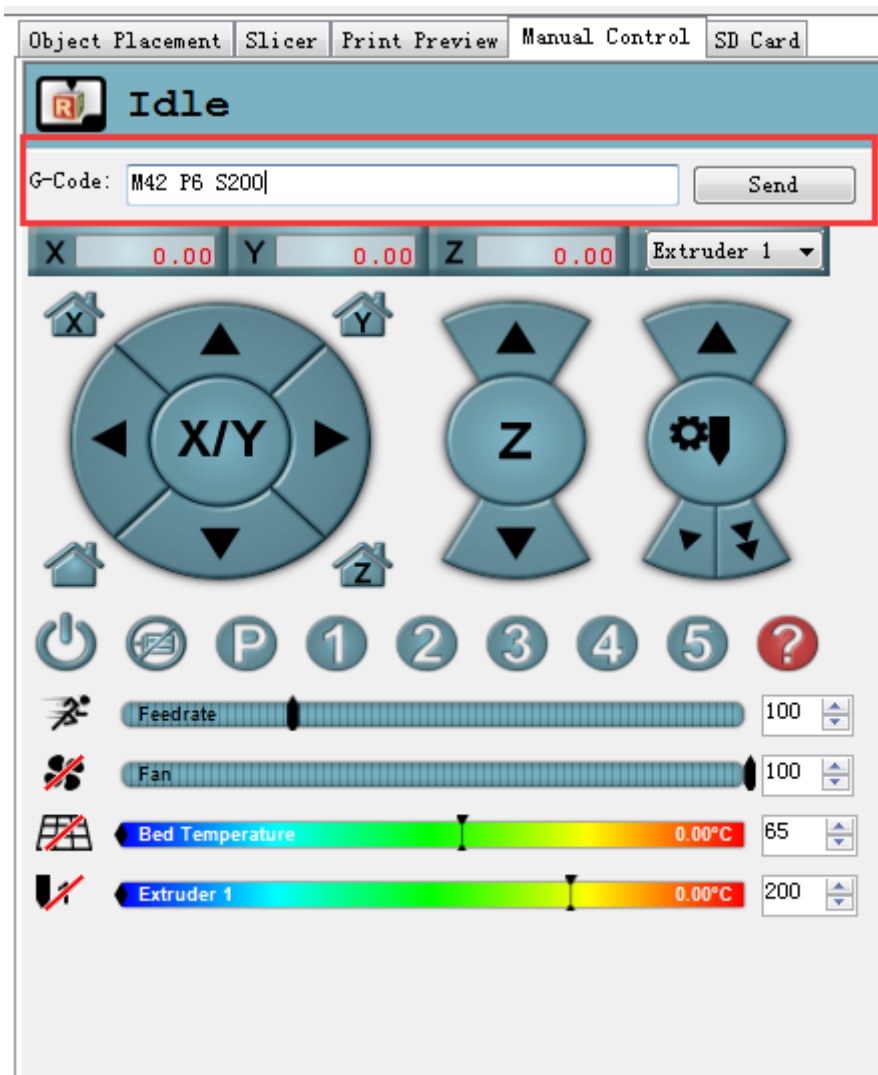 Object Placement Slicer Print Preview Manual Control SD Card
R Idle
G-Code: M42 P6 S200 Send
X 0.00 Y 0.00 Z 0.00 Extruder 1
X Y
X/Y Z
Z
P 1 2 3 4 5 ?
Feedrate 100
Fan 100
Bed Temperature 0.00°C 65
1 Extruder 1 0.00°C 200